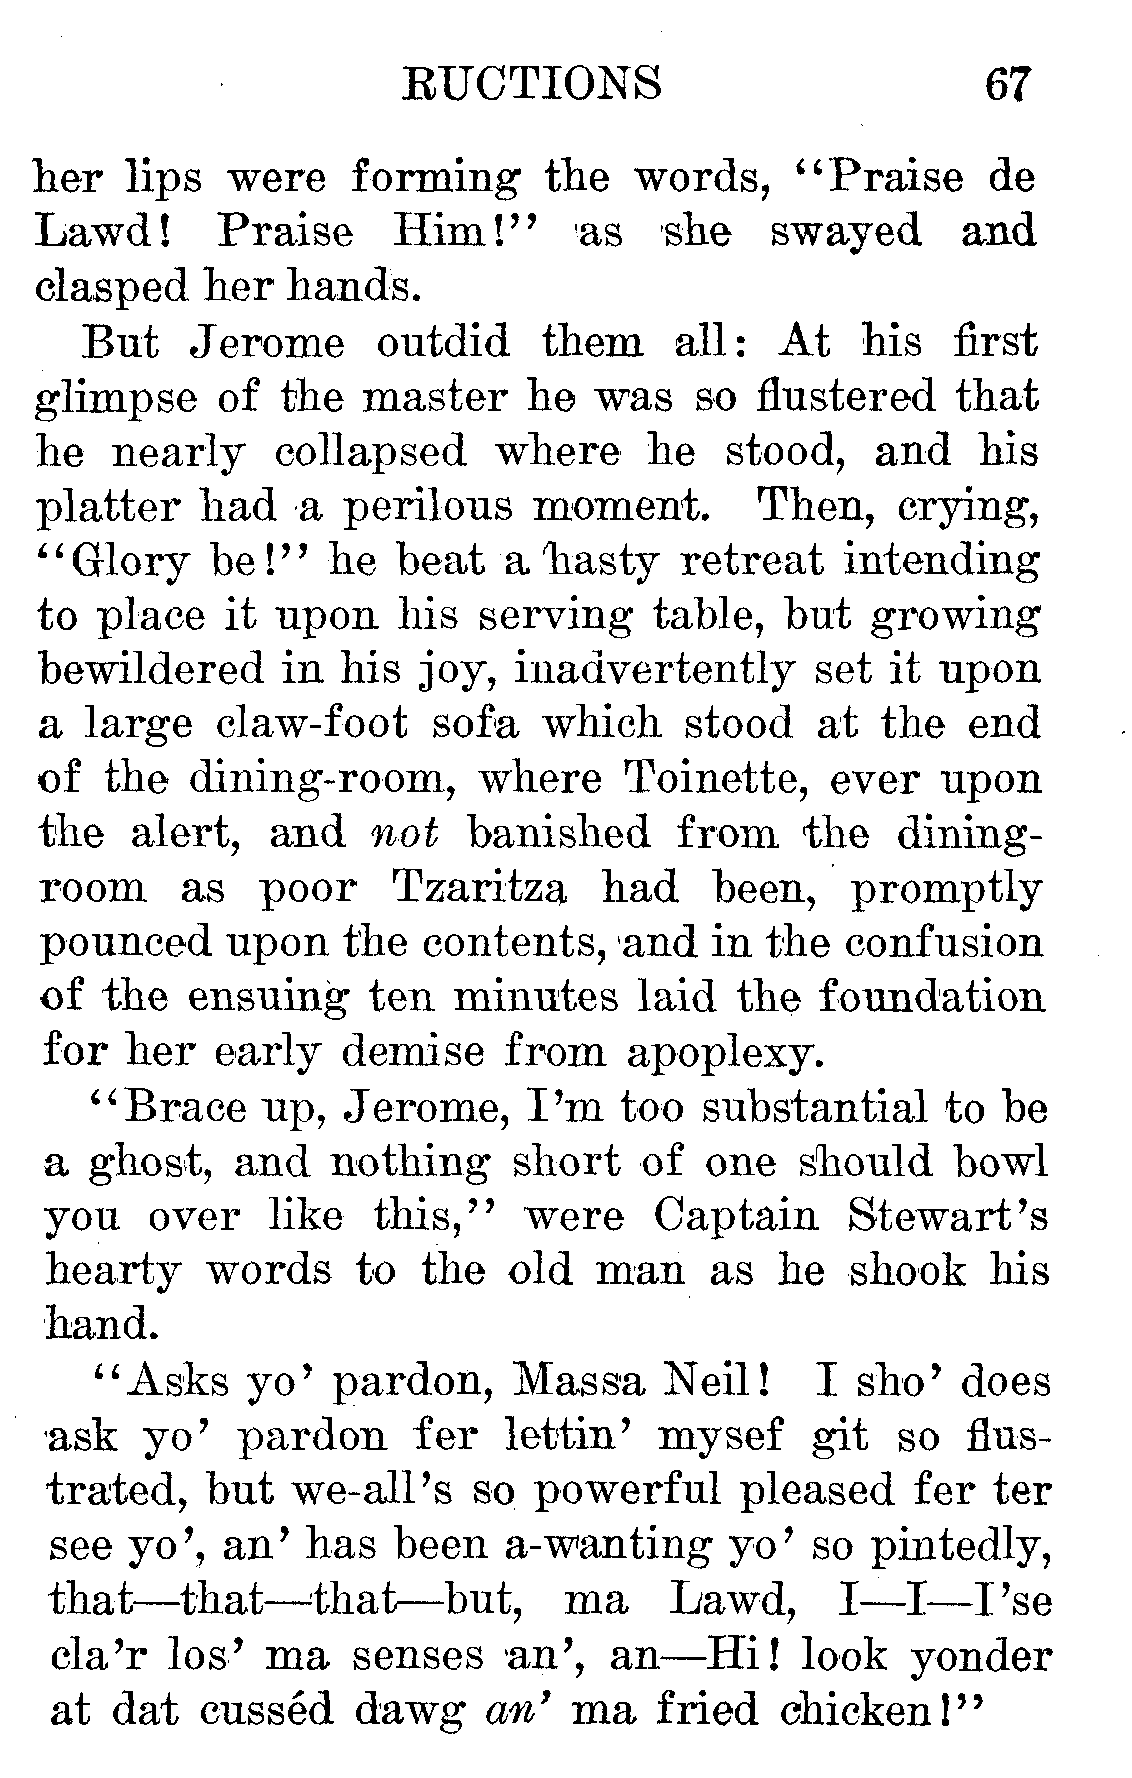 RUCTIONS 67
her lips were forming the words, “Praise de
Lawd! Praise Him!” as she swayed and
clasped her hands.
But Jerome outdid them all: At his first
glimpse of the master he was so flustered that
he nearly collapsed where he stood, and his
platter had a perilous moment. Then, crying,
“Glory be!” he beat a hasty retreat intending
to place it upon his serving table, but growing
bewildered in his joy, inadvertently set it upon
a large claw-foot sofa which stood at the end
of the dining-room, where Toinette, ever upon
the alert, and not banished from the dining-
room as poor Tzaritza had been, promptly
pounced upon the contents, and in the confusion
of the ensuing ten minutes laid the foundation
for her early demise from apoplexy.
“Brace up, Jerome, I’m too substantial to be
a ghost, and nothing short of one should bowl
you over like this,” were Captain Stewart’s
hearty words to the old man as he shook his
hand.
“Asks yo’ pardon, Massa Neil! I sho’ does
ask yo’ pardon fer lettin’ mysef git so flus-
trated, but we-all’s so powerful pleased fer ter
see yo’, an’ has been a-wanting yo’ so pintedly,
that—that—that—but, ma Lawd, I—I—I’se
cla’r los’ ma senses an’, an—Hi! look yonder
at dat cusséd dawg an’ ma fried chicken!”